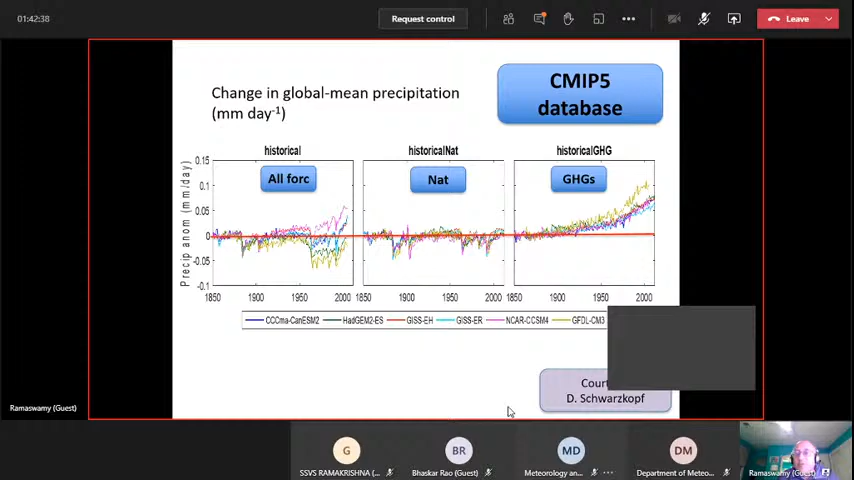 01:42:38
Request control
Leave
Change in global-mean precipitation
(mm day-1)
CMIP5
database
historical
historicalNat
historicalGHG
All forc
Nat
GHGs
Precip anom (mm/day)
0.15
0.1
0.05
0
-0.05
-0.1
1850 1900 1950 2000
1850 1900 1950 2000
1850 1900 1950 2000
CCCma-CanESM2 HadGEM2-ES GISS-EH GISS-ER NCAR-CCSM4 GFDL-CM3
Court
D. Schwarzkopf
Ramaswamy (Guest)
G
BR
MD
DM
SSVS RAMAKRISHNA (...
Bhaskar Rao (Guest)
Meteorology an...
Department of Meteo...
Ramaswamy (Guest)